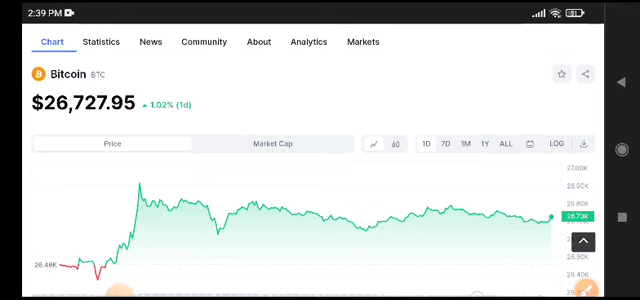 2:39 PM 51
Chart Statistics News Community About Analytics Markets
Bitcoin BTC
$26,727.95 1.02% (1d)
Price Market Cap 1D 7D 1M 1Y ALL LOG
27.00K
26.90K
26.80K
26.73K
26.46K
26.40K